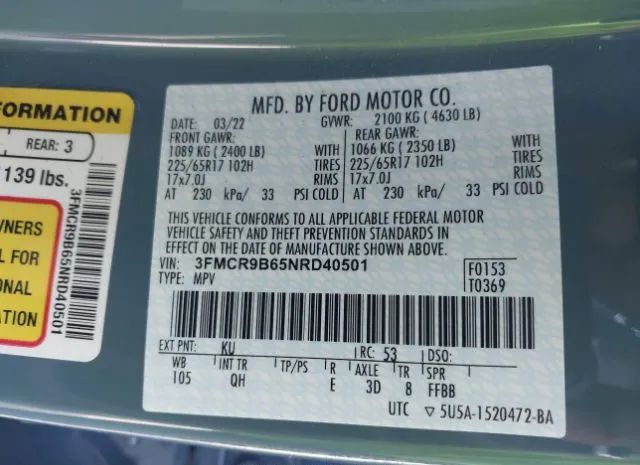 FORMATION
REAR: 3
139 lbs.
WNERS
L FOR
ON
3FMCR9B65NRD40501
MFD. BY FORD MOTOR CO.
DATE: 03/22 GVWR: 2100 KG ( 4630 LB)
FRONT GAWR: REAR GAWR:
1089 KG ( 2400 LB) 1066 KG ( 2350 LB) WITH
225/65R17 102H TIRES 225/65R17 102H TIRES
17x7.0J RIMS 17x7.0J RIMS
AT 230 kPa/ 33 PSI COLD AT 230 kPa/ 33 PSI COLD
WITH
THIS VEHICLE CONFORMS TO ALL APPLICABLE FEDERAL MOTOR
VEHICLE SAFETY AND THEFT PREVENTION STANDARDS IN
EFFECT ON THE DATE OF MANUFACTURE SHOWN ABOVE.
VIN: 3FMCR9B65NRD40501
TYPE: MPV
F0153
T0369
EXT PNT: KU RC: 53 DSO:
WB INT TR TP/PS R AXLE TR SPR
105 QH E 3D 8 FFBB
UTC ▽5U5A-1520472-BA